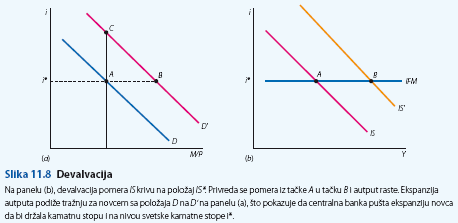 i
C
i*
A
B
D'
D
(a)
M/P
i
i*
A
B
IFM
IS'
IS
(b)
Y
Slika 11.8 Devalvacija
Na panelu (b), devalvacija pomera IS krivu na položaj IS*. Privreda se pomera iz tačke A u tačku B i autput raste. Ekspanzija
autputa podiže tražnju za novcem sa položaja D na D' na panelu (a), što pokazuje da centralna banka pušta ekspanziju novca
da bi držala kamatnu stopu i na nivou svetske kamatne stope i*.